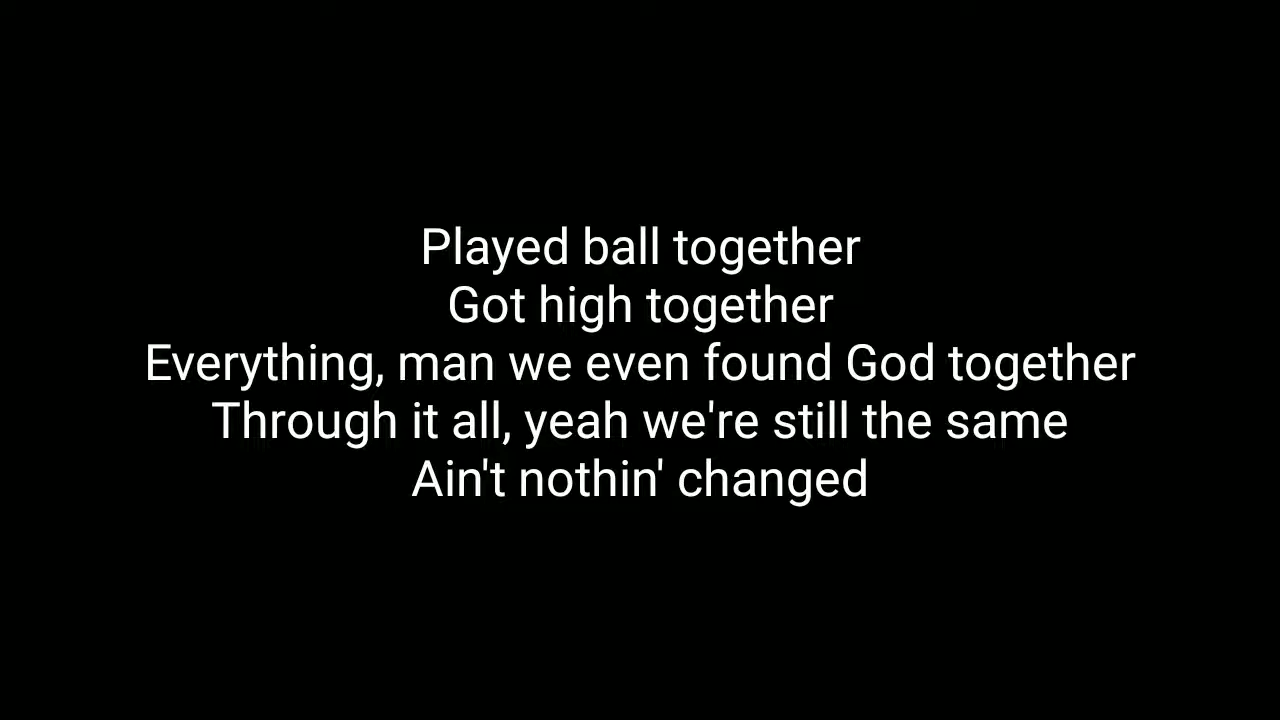 Played ball together
Got high together
Everything, man we even found God together
Through it all, yeah we're still the same
Ain't nothin' changed